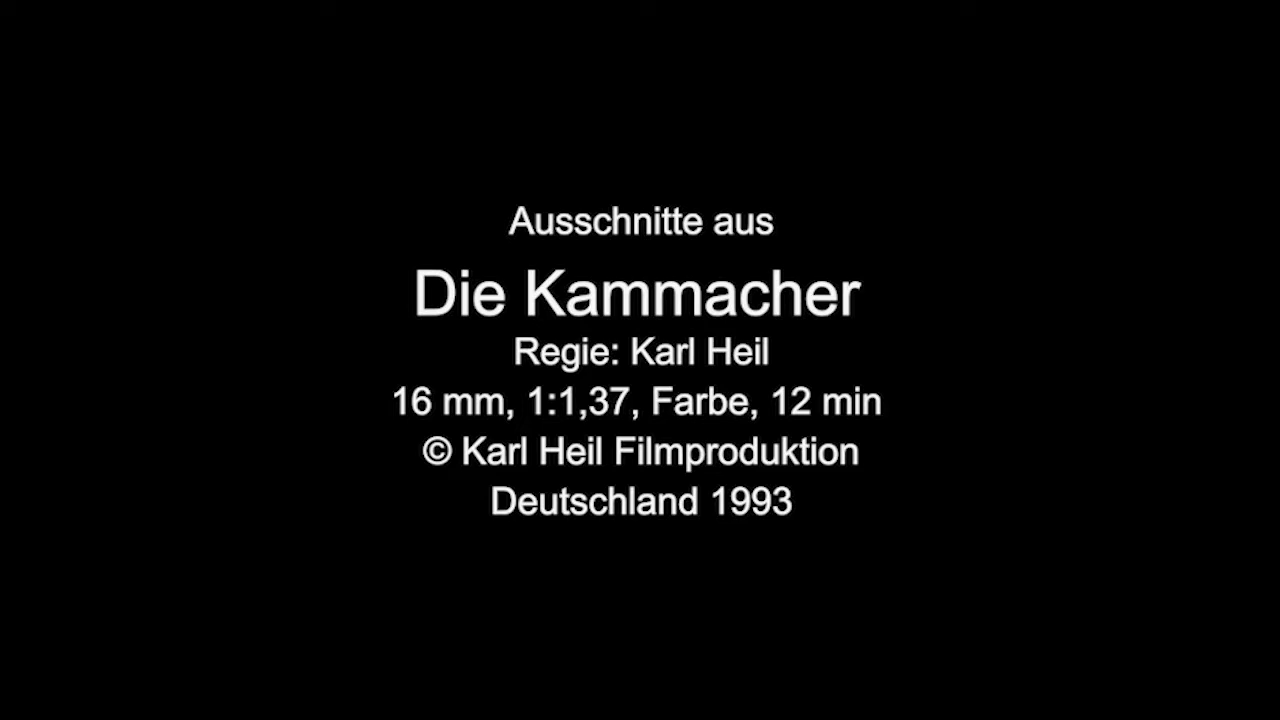 Ausschnitte aus
Die Kammacher
Regie: Karl Heil
16 mm, 1:1,37, Farbe, 12 min
© Karl Heil Filmproduktion
Deutschland 1993